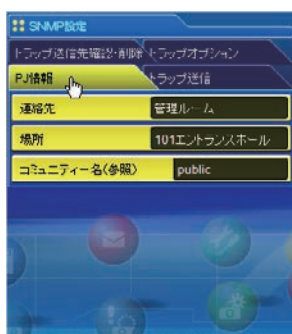 SNMP設定
トラップ送信先確認・削除 トラップオプション
PJ情報 トラップ送信
連絡先 管理ルーム
場所 101エントランスホール
コミュニティー名(参照) public